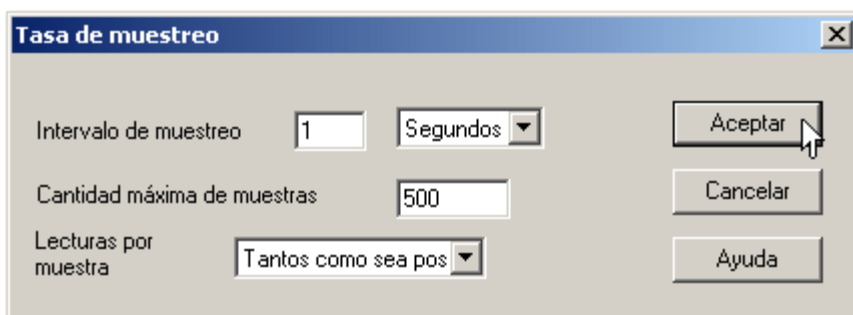 Tasa de muestreo
Intervalo de muestreo 1 Segundos Aceptar
Cantidad máxima de muestras 500 Cancelar
Lecturas por
muestra Tantos como sea pos Ayuda